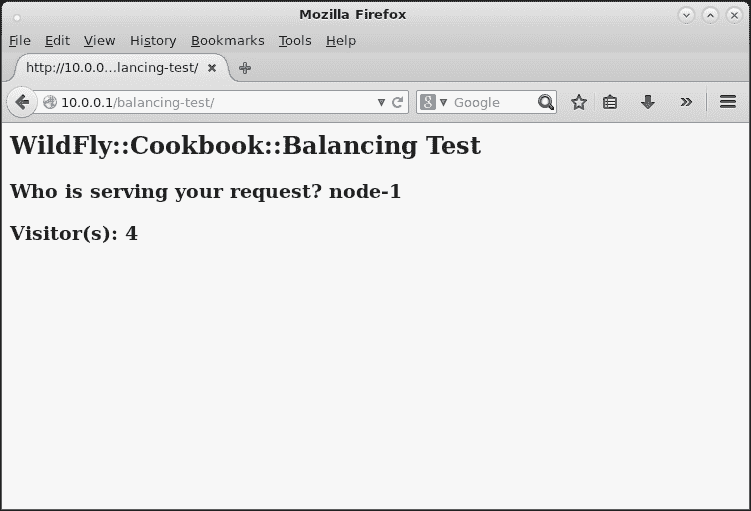 Mozilla Firefox
File Edit View History Bookmarks Tools Help
http://10.0.0...lancing-test/
10.0.0.1/balancing-test/ Google
WildFly::Cookbook::Balancing Test
Who is serving your request? node-1
Visitor(s): 4